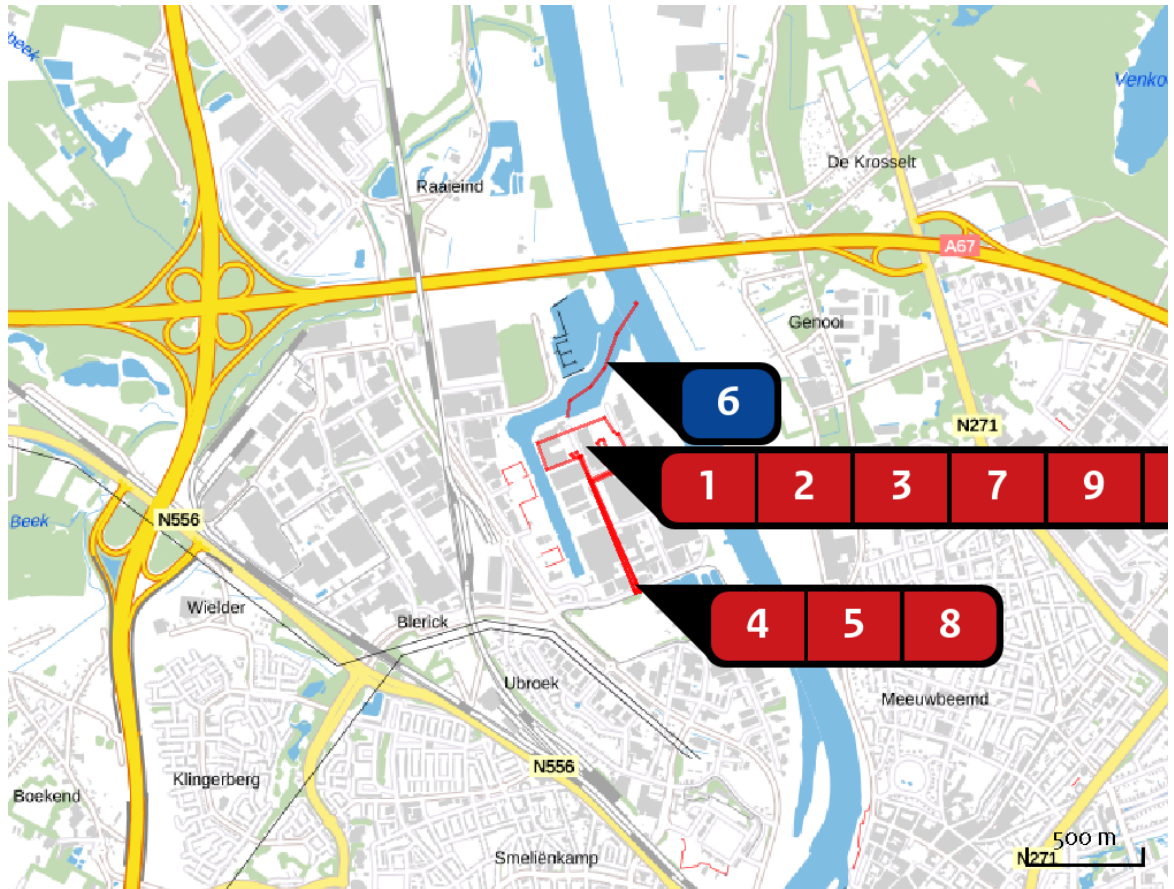 beek
Venko
De Krosselt
Raaieind
A67
Genooi
6
N271
1 2 3 7 9
Beek
N556
4 5 8
Wielder
Blerick
Ubroek
Meeuwbeemd
N556
Klingerberg
Boekend
500 m
Smeliënkamp
N271